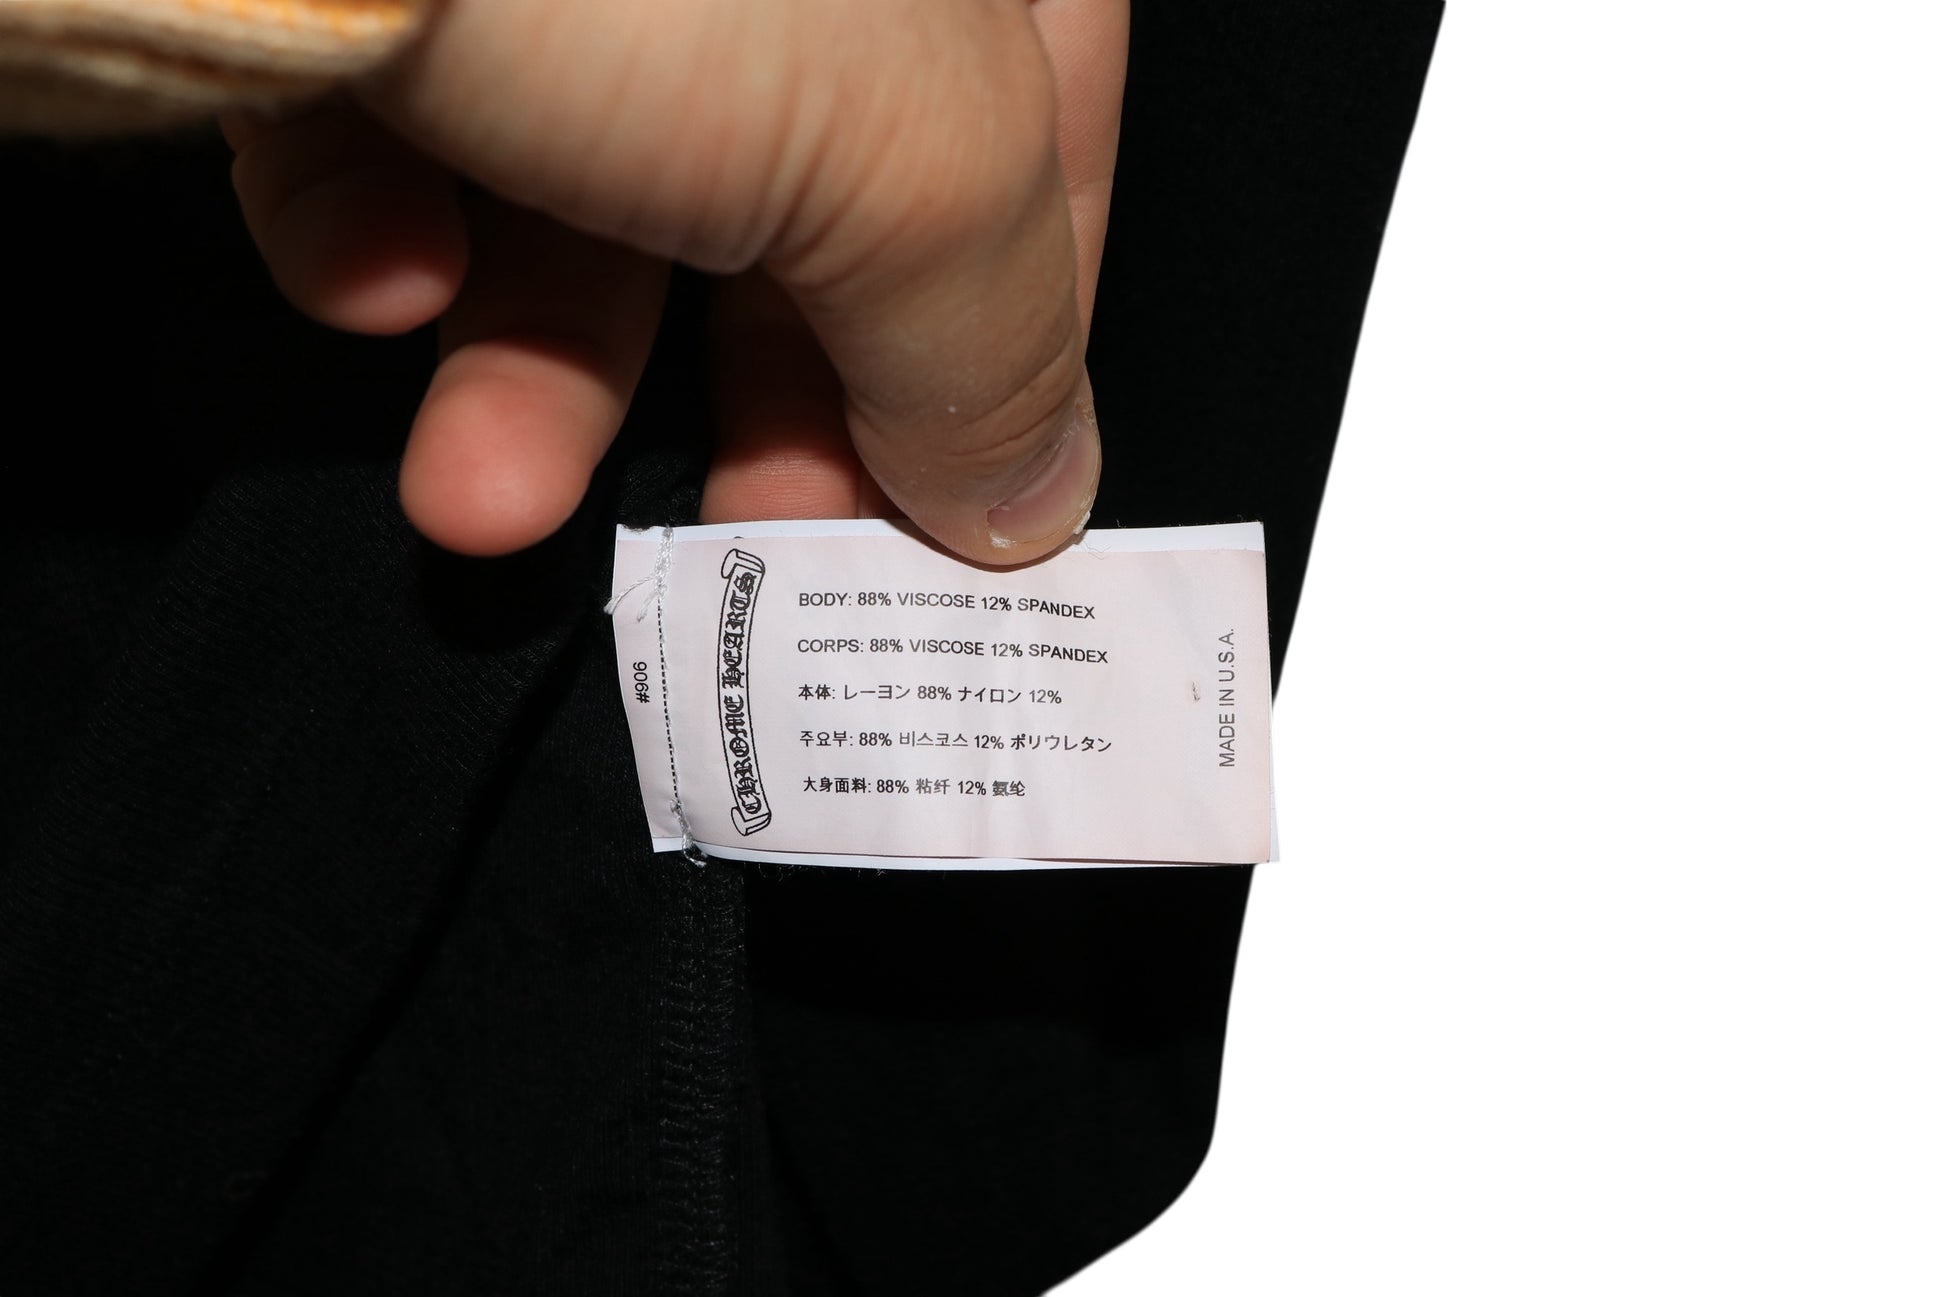 #906
CHROME HEARTS
BODY: 88% VISCOSE 12% SPANDEX
CORPS: 88% VISCOSE 12% SPANDEX
本体: レーヨン 88% ナイロン 12%
주요부: 88% 비스코스 12% ポリウレタン
大身面料: 88% 粘纤 12% 氨纶
MADE IN U.S.A.